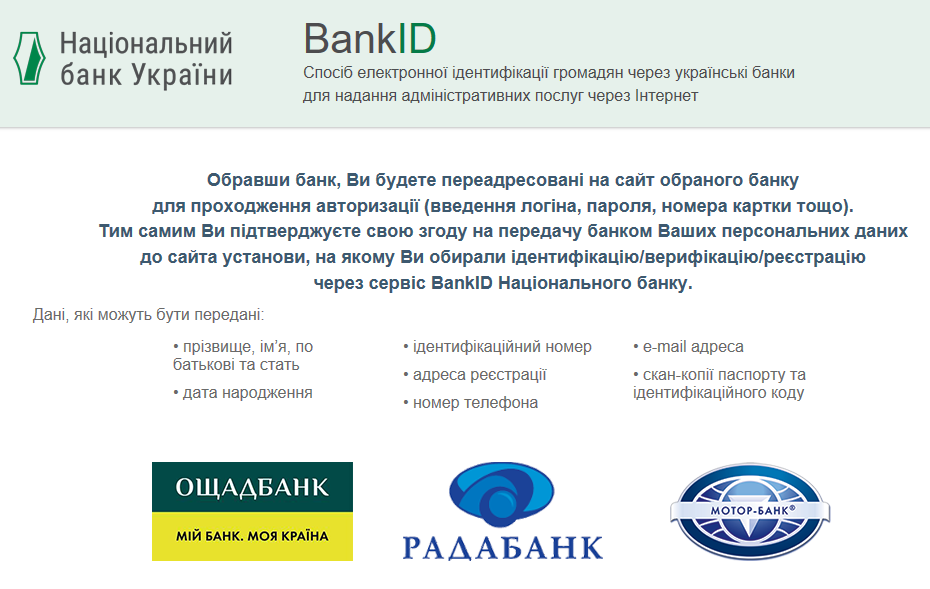 Національний
банк України
BankID
Спосіб електронної ідентифікації громадян через українські банки
для надання адміністративних послуг через Інтернет
Обравши банк, Ви будете переадресовані на сайт обраного банку
для проходження авторизації (введення логіна, пароля, номера картки тощо).
Тим самим Ви підтверджуєте свою згоду на передачу банком Ваших персональних даних
до сайта установи, на якому Ви обирали ідентифікацію/верифікацію/реєстрацію
через сервіс BankID Національного банку.
Дані, які можуть бути передані:
• прізвище, ім’я, по
батькові та стать
• дата народження
• ідентифікаційний номер
• адреса реєстрації
• номер телефона
• e-mail адреса
• скан-копії паспорту та
ідентифікаційного коду
ОЩАДБАНК
МІЙ БАНК. МОЯ КРАЇНА
РАДАБАНК
МОТОР-БАНК®